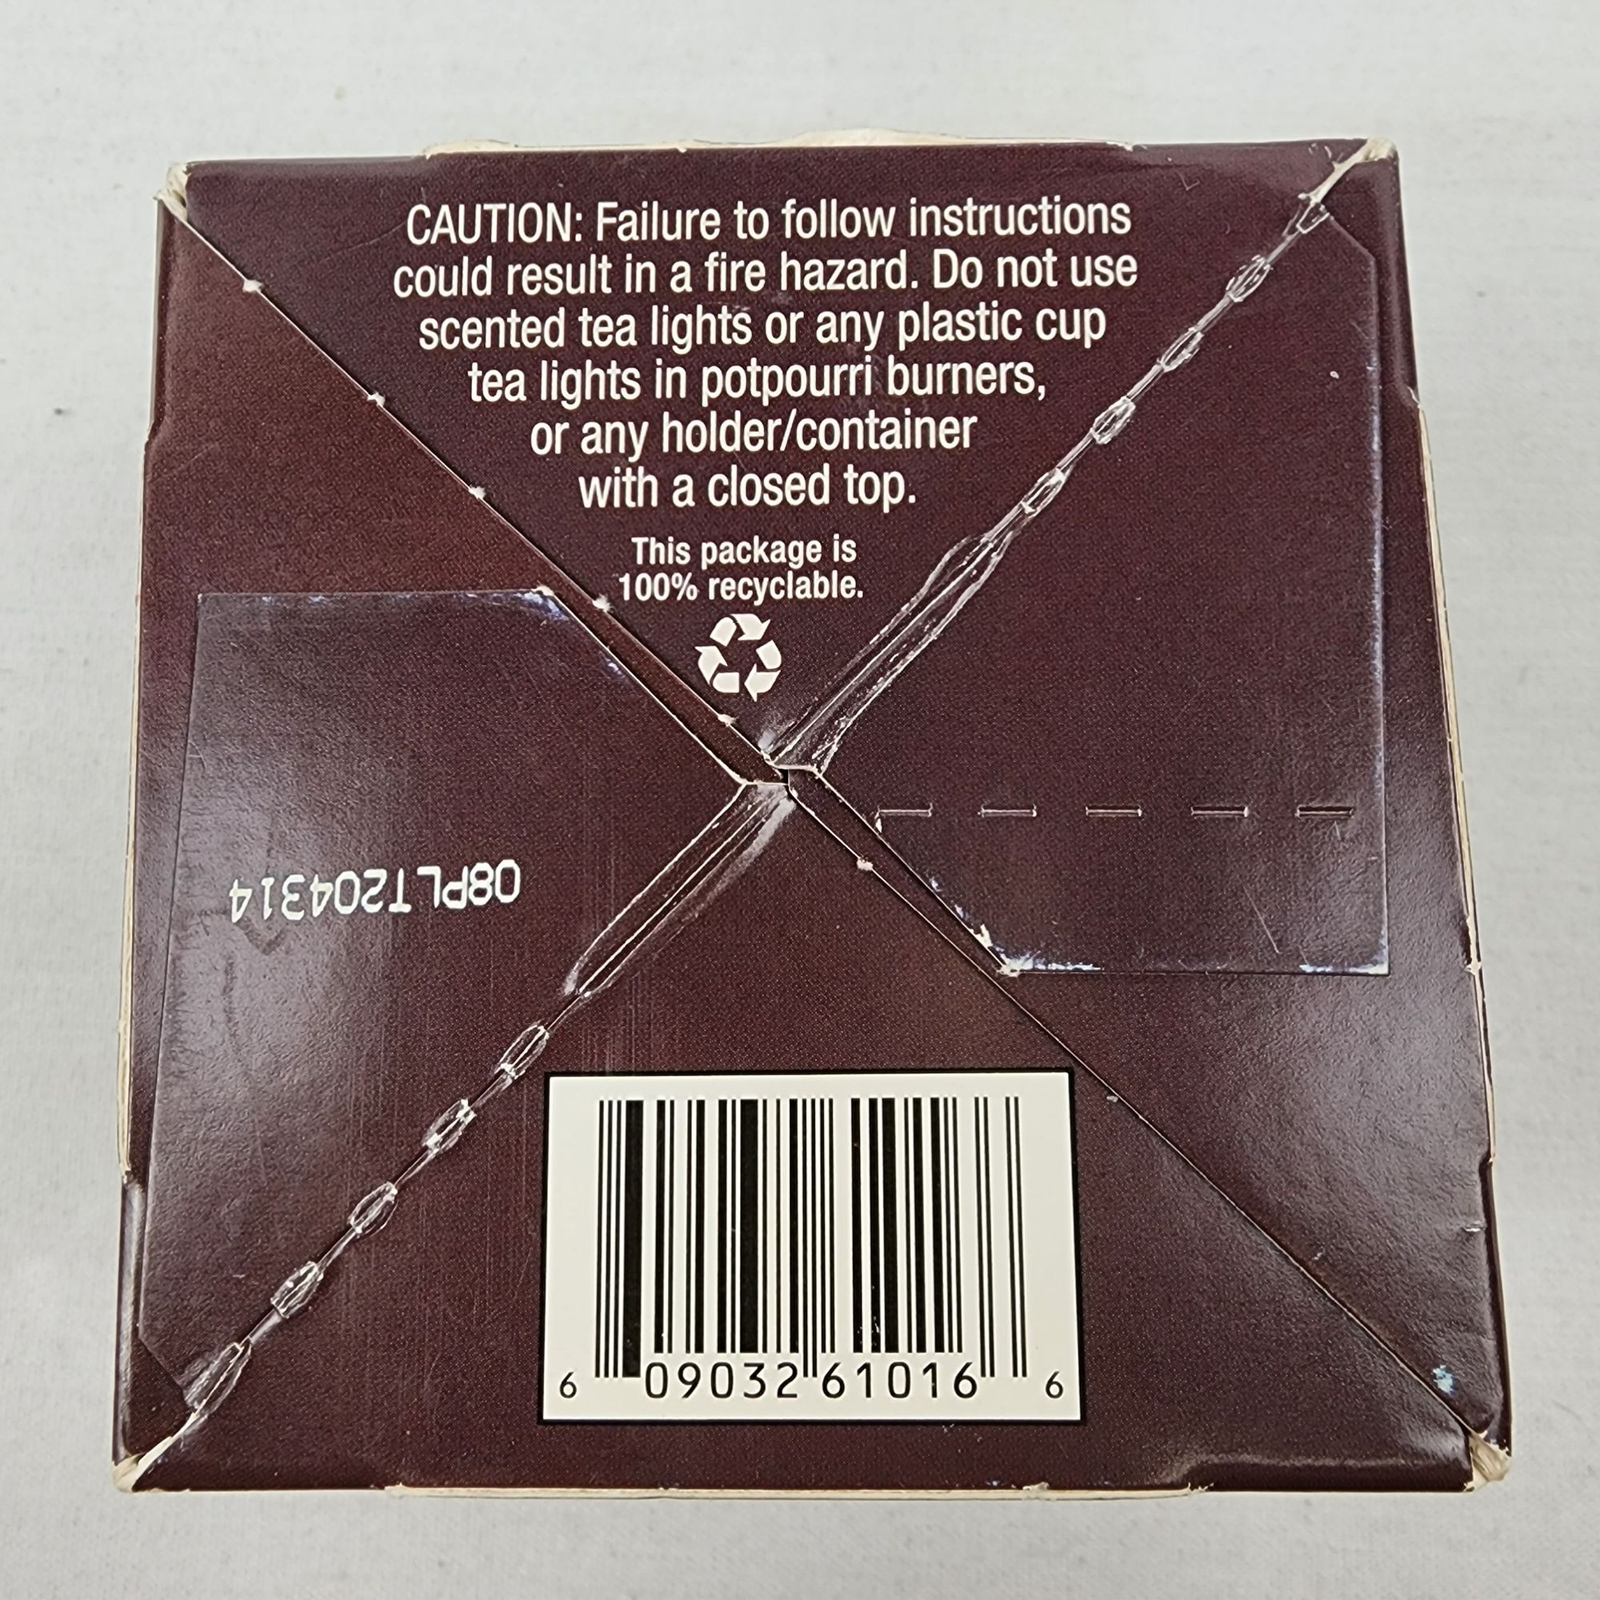 CAUTION: Failure to follow instructions
could result in a fire hazard. Do not use
scented tea lights or any plastic cup
tea lights in potpourri burners,
or any holder/container
with a closed top.
This package is
100% recyclable.
08PLT204314
6 09032 61016 6